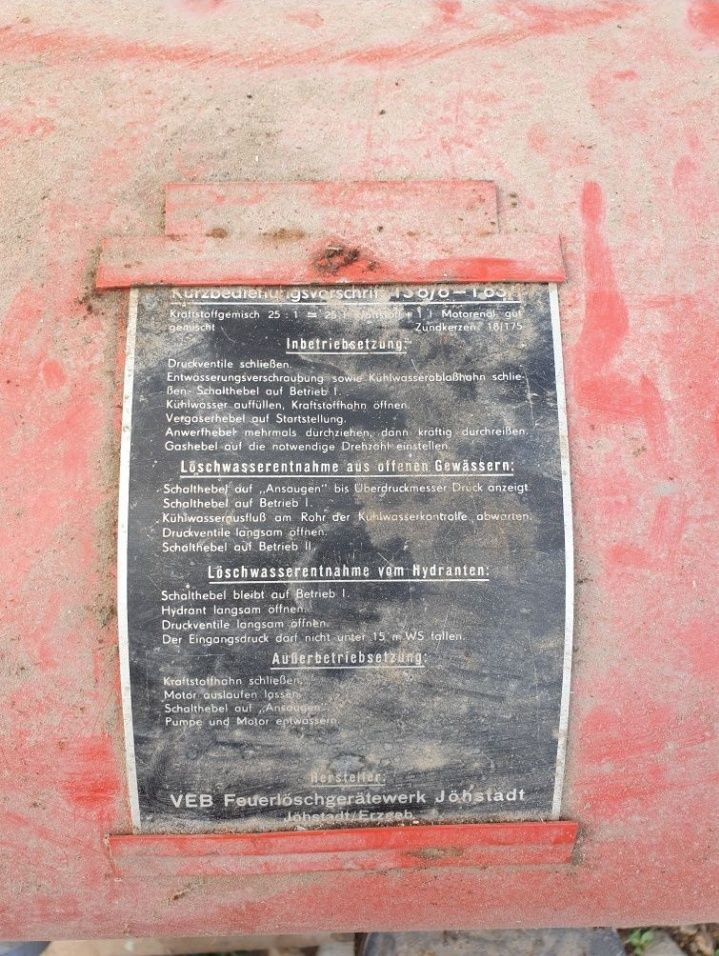 Kurzbedienungsvorschrift TS 8/8 –
Kraftstoffgemisch 25 : 1 = 25 l 1 l Motorenöl gut
gemischt Zündkerzen: 18/175
Inbetriebsetzung:
Druckventile schließen.
Entwässerungsverschraubung sowie Kühlwasserablaßhahn schlie-
ßen. Schalthebel auf Betrieb I.
Kühlwasser auffüllen, Kraftstoffhahn öffnen.
Vergaserhebel auf Startstellung.
Anwerfhebel mehrmals durchziehen, dann kräftig durchreißen.
Gashebel auf die notwendige Drehzahl einstellen.
Löschwasserentnahme aus offenen Gewässern:
Schalthebel auf „Ansaugen" bis Überdruckmesser Druck anzeigt.
Schalthebel auf Betrieb I.
Kühlwasserausfluß am Rohr der Kühlwasserkontrolle abwarten.
Druckventile langsam öffnen.
Schalthebel auf Betrieb II.
Löschwasserentnahme vom Hydranten:
Schalthebel bleibt auf Betrieb I.
Hydrant langsam öffnen.
Druckventile langsam öffnen.
Der Eingangsdruck darf nicht unter 15 m WS fallen.
Außerbetriebsetzung:
Kraftstoffhahn schließen.
Motor auslaufen lassen.
Schalthebel auf „Ansaugen".
Pumpe und Motor entwässern.
Hersteller:
VEB Feuerlöschgerätewerk Jöhstadt
Jöhstadt/Erzgeb.